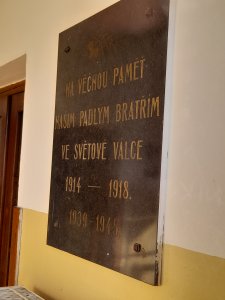 NA VĚČNOU PAMĚŤ
NAŠIM PADLÝM BRATŘÍM
VE SVĚTOVÉ VÁLCE
1914 — 1918.
1939-1945